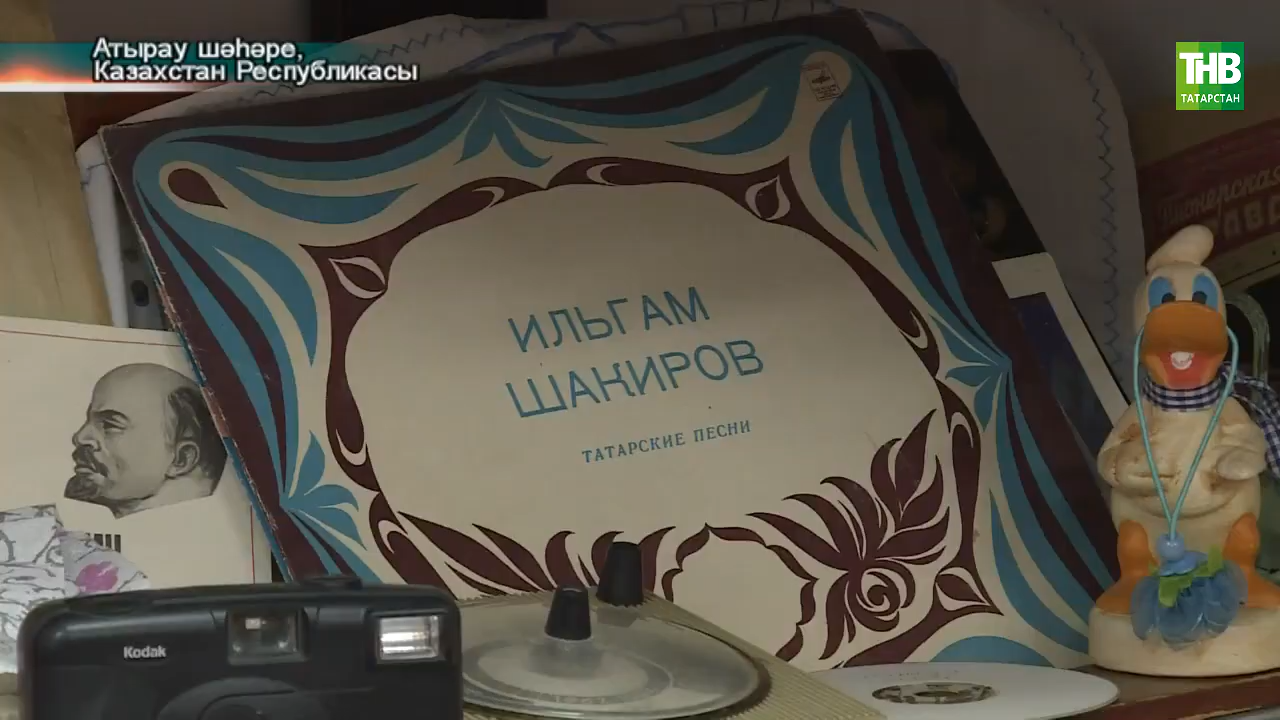 Атырау шәһәре,
Казахстан Республикасы
ТНВ
ТАТАРСТАН
ИЛЬГАМ
ШАКИРОВ
ТАТАРСКИЕ ПЕСНИ
Kodak